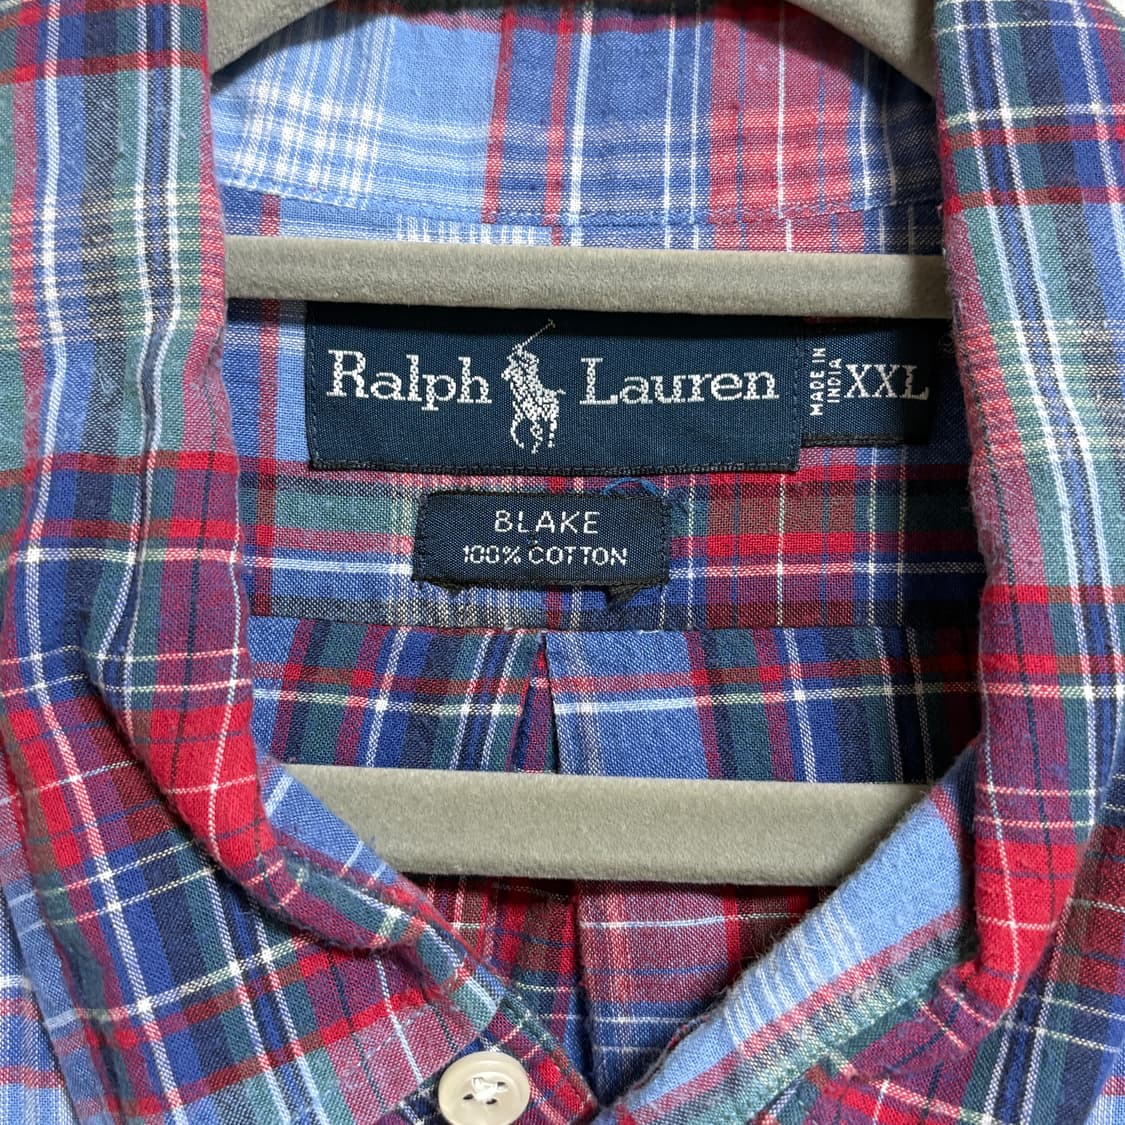 Ralph Lauren
MADE IN
INDIA
XXL
BLAKE
100% COTTON